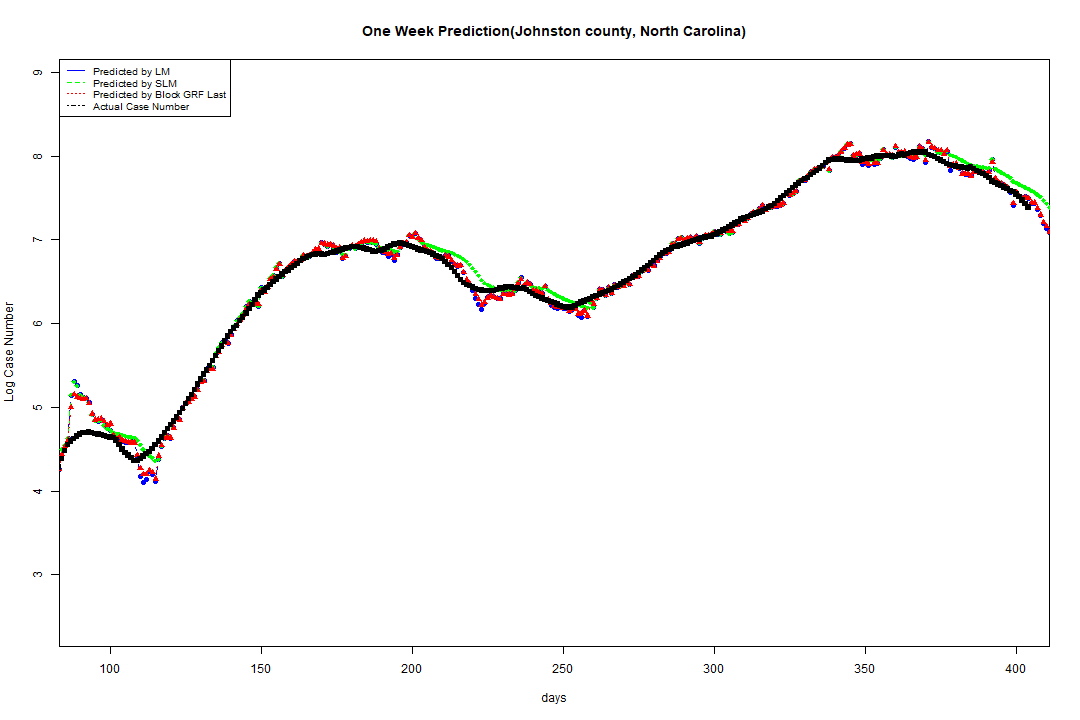 One Week Prediction(Johnston county, North Carolina)
Predicted by LM
Predicted by SLM
Predicted by Block GRF Last
Actual Case Number
9
8
7
6
5
4
3
Log Case Number
100 150 200 250 300 350 400
days